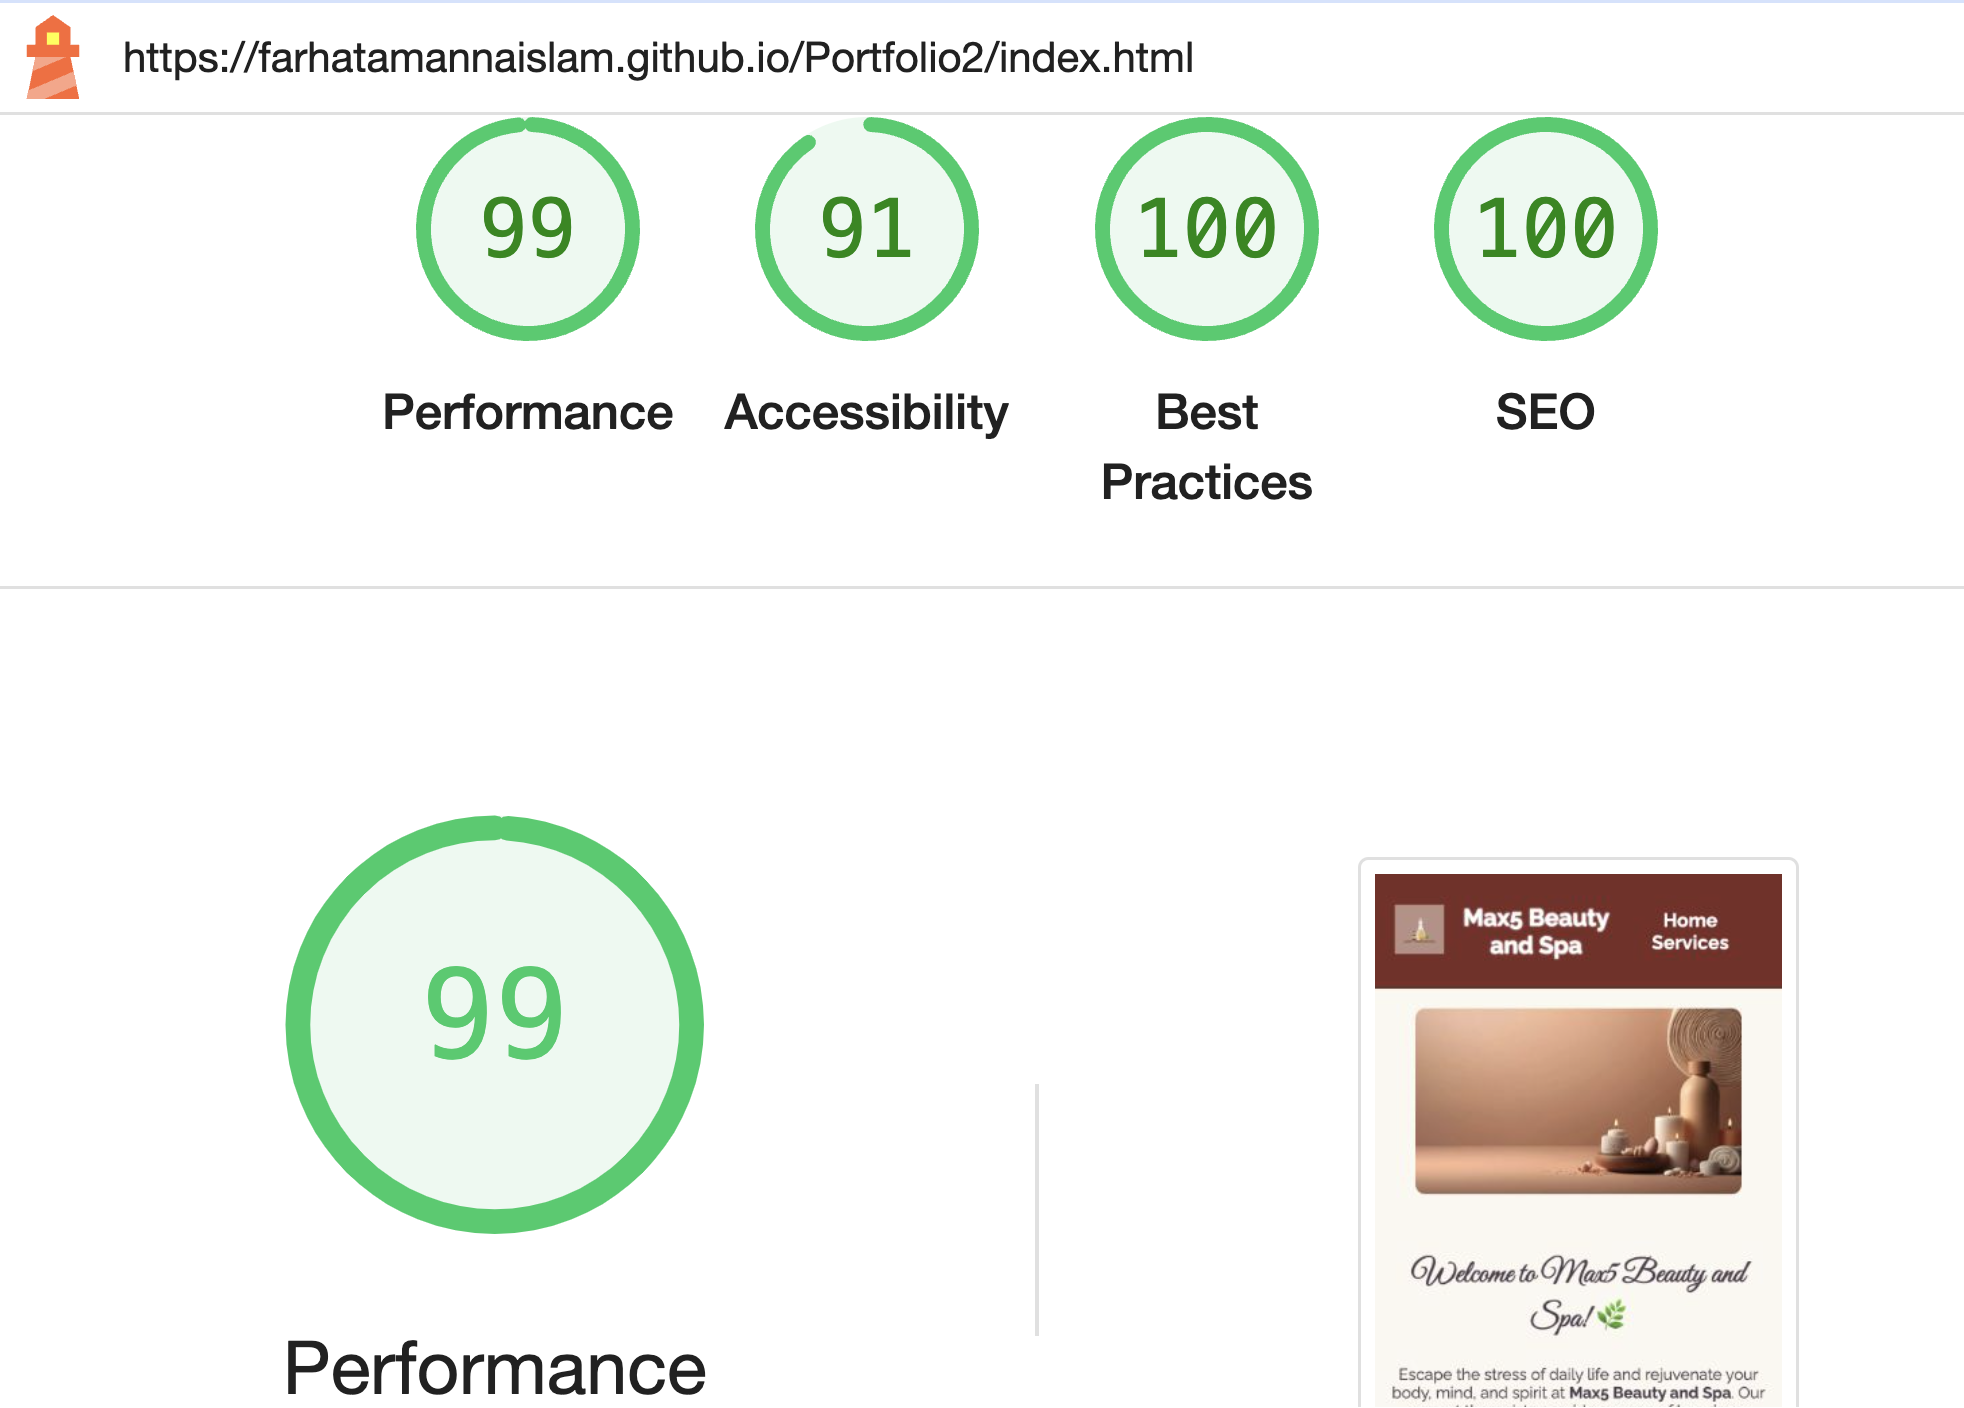 https://farhatamannaislam.github.io/Portfolio2/index.html
99
91
100
100
Performance
Accessibility
Best
Practices
SEO
99
Performance
Max5 Beauty
and Spa
Home
Services
Welcome to Max5 Beauty and
Spa! 🌿
Escape the stress of daily life and rejuvenate your
body, mind, and spirit at Max5 Beauty and Spa. Our